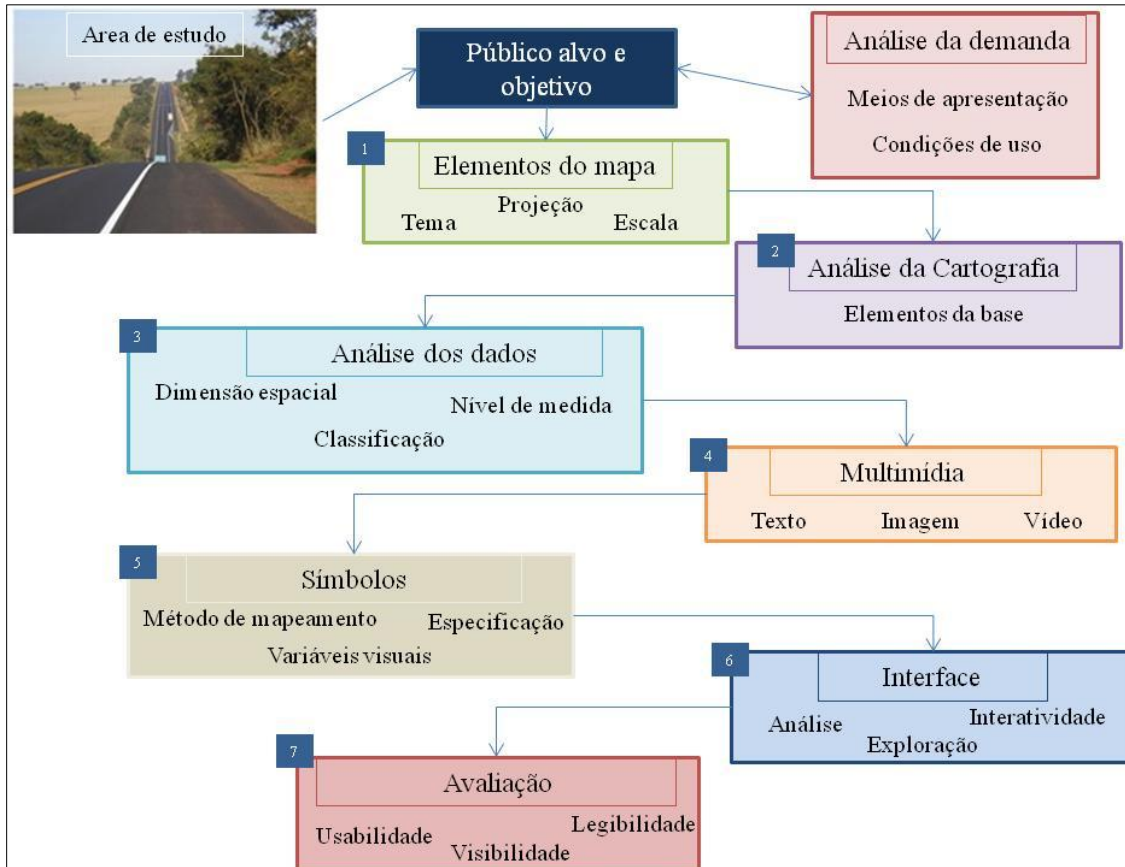 Area de estudo
Público alvo e
objetivo
Análise da demanda
Meios de apresentação
Condições de uso
1
Elementos do mapa
Projeção
Tema
Escala
2
Análise da Cartografia
Elementos da base
3
Análise dos dados
Dimensão espacial
Nível de medida
Classificação
4
Multimídia
Texto
Imagem
Vídeo
5
Símbolos
Método de mapeamento
Especificação
Variáveis visuais
6
Interface
Análise
Interatividade
Exploração
7
Avaliação
Usabilidade
Legibilidade
Visibilidade